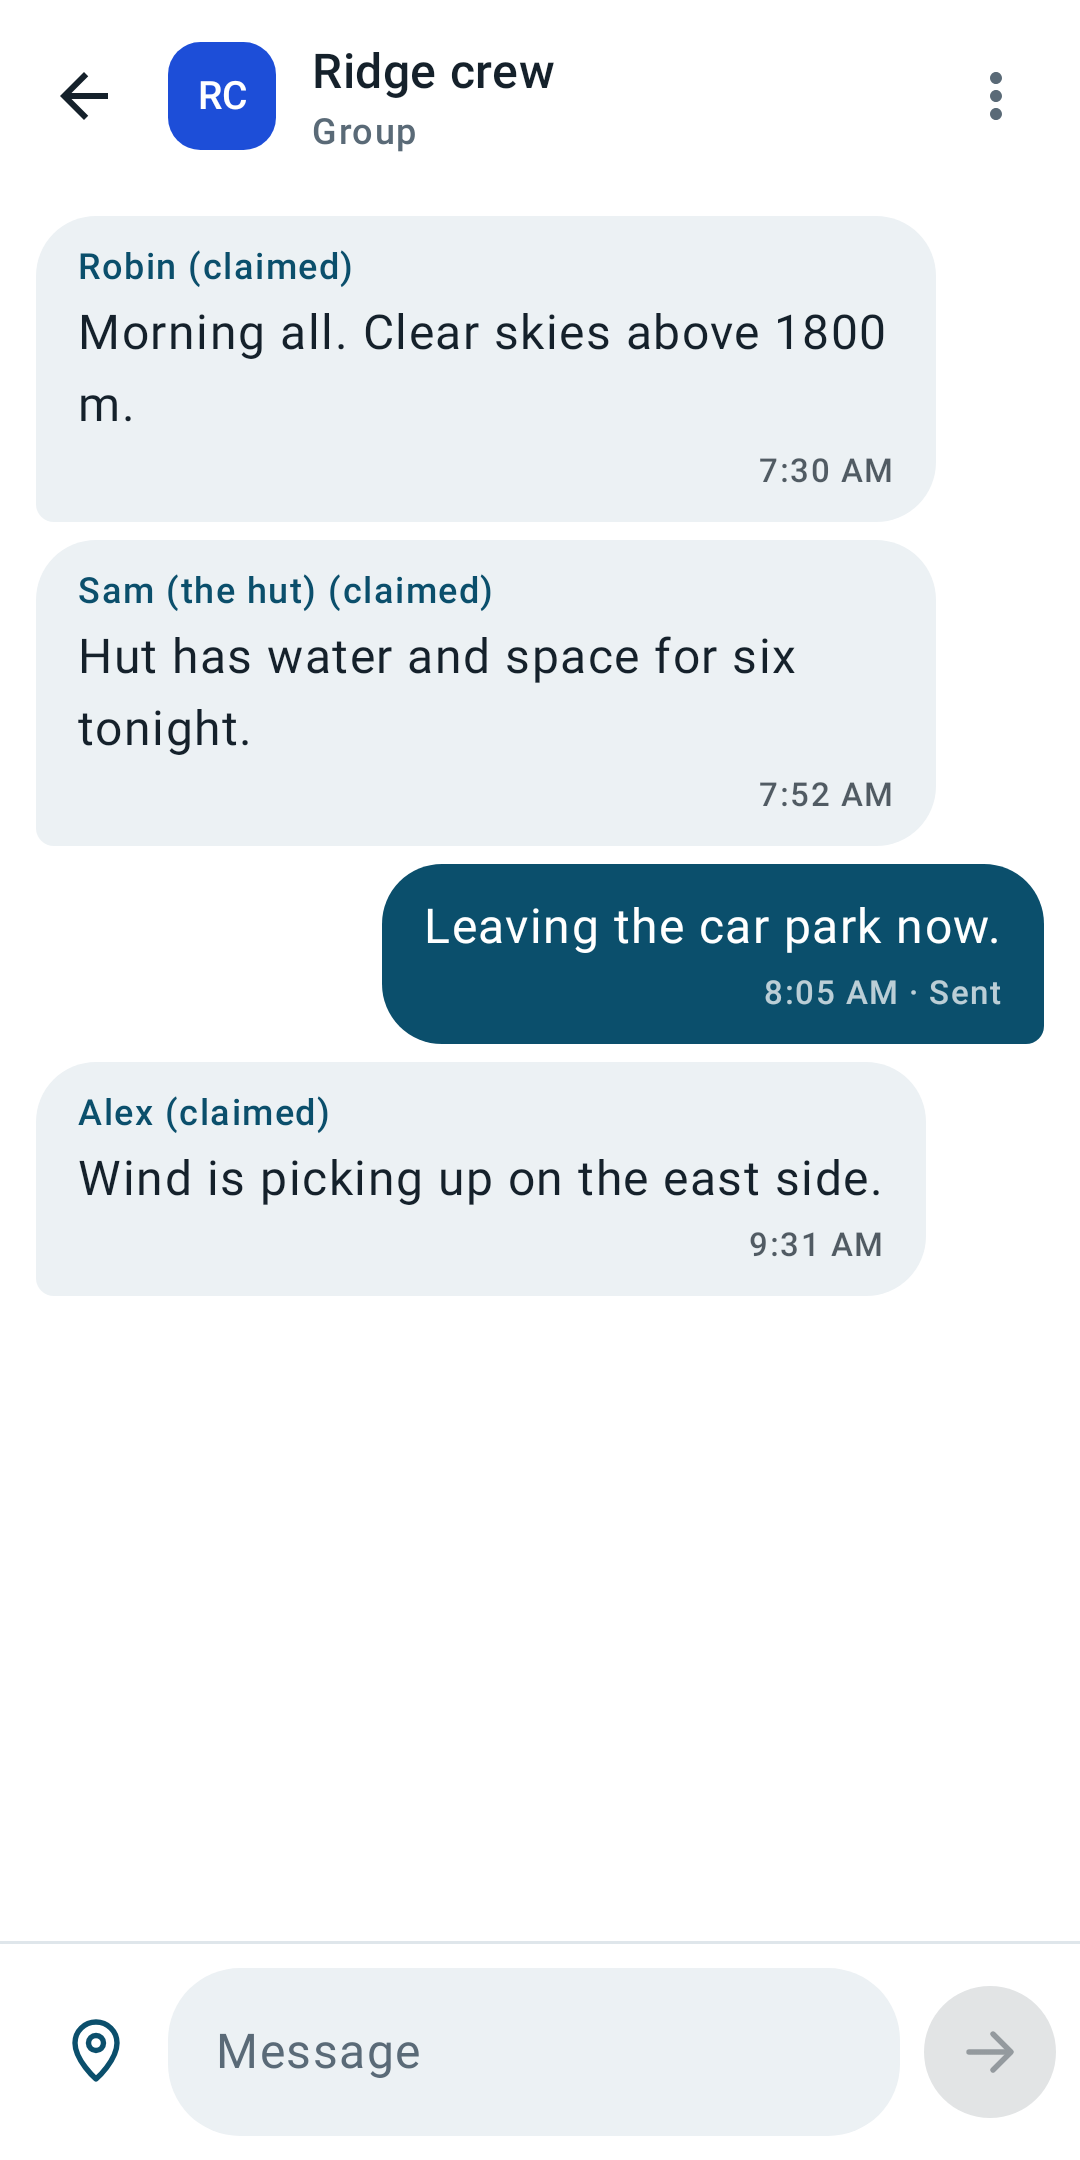 RC
Ridge crew
Group
Robin (claimed)
Morning all. Clear skies above 1800
m.
7:30 AM
Sam (the hut) (claimed)
Hut has water and space for six
tonight.
7:52 AM
Leaving the car park now.
8:05 AM · Sent
Alex (claimed)
Wind is picking up on the east side.
9:31 AM
Message